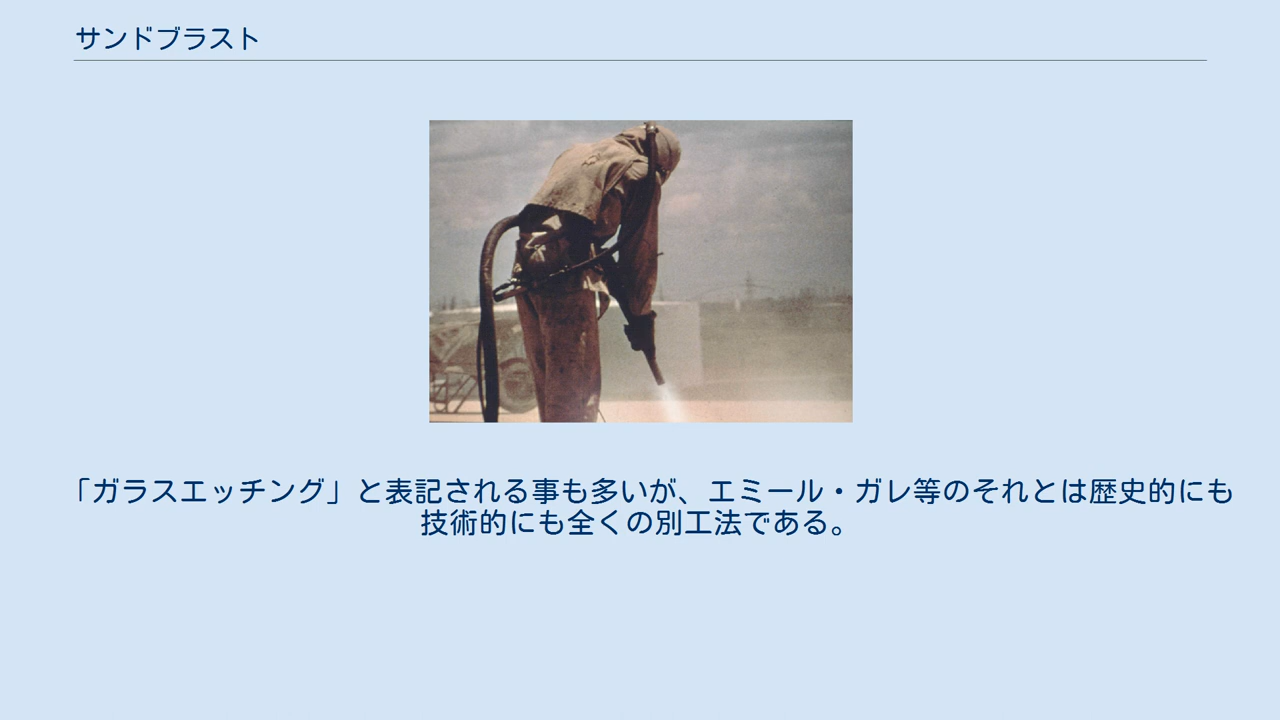 サンドブラスト
「ガラスエッチング」と表記される事も多いが、エミール・ガレ等のそれとは歴史的にも
技術的にも全くの別工法である。